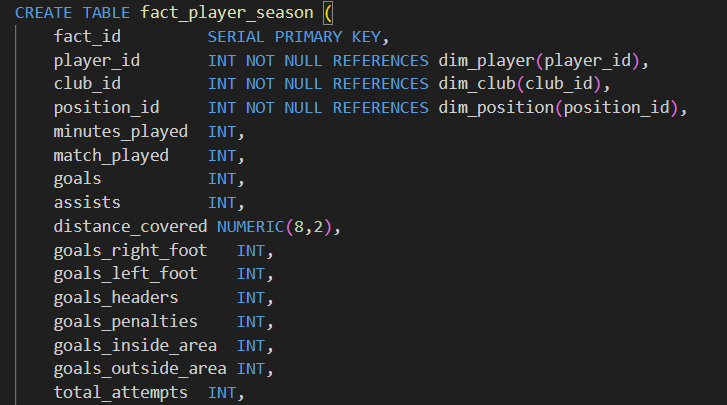 CREATE TABLE fact_player_season (
fact_id SERIAL PRIMARY KEY,
player_id INT NOT NULL REFERENCES dim_player(player_id),
club_id INT NOT NULL REFERENCES dim_club(club_id),
position_id INT NOT NULL REFERENCES dim_position(position_id),
minutes_played INT,
match_played INT,
goals INT,
assists INT,
distance_covered NUMERIC(8,2),
goals_right_foot INT,
goals_left_foot INT,
goals_headers INT,
goals_penalties INT,
goals_inside_area INT,
goals_outside_area INT,
total_attempts INT,